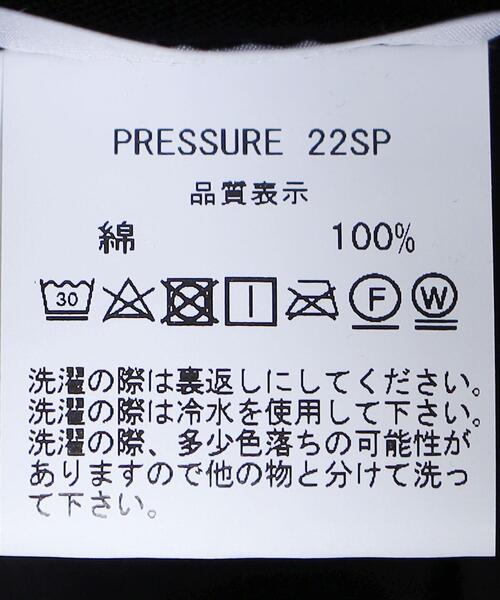 PRESSURE 22SP
品質表示
綿 100%
30 F W
洗濯の際は裏返しにしてください。
洗濯の際は冷水を使用して下さい。
洗濯の際、多少色落ちの可能性が
ありますので他の物と分けて洗っ
て下さい。